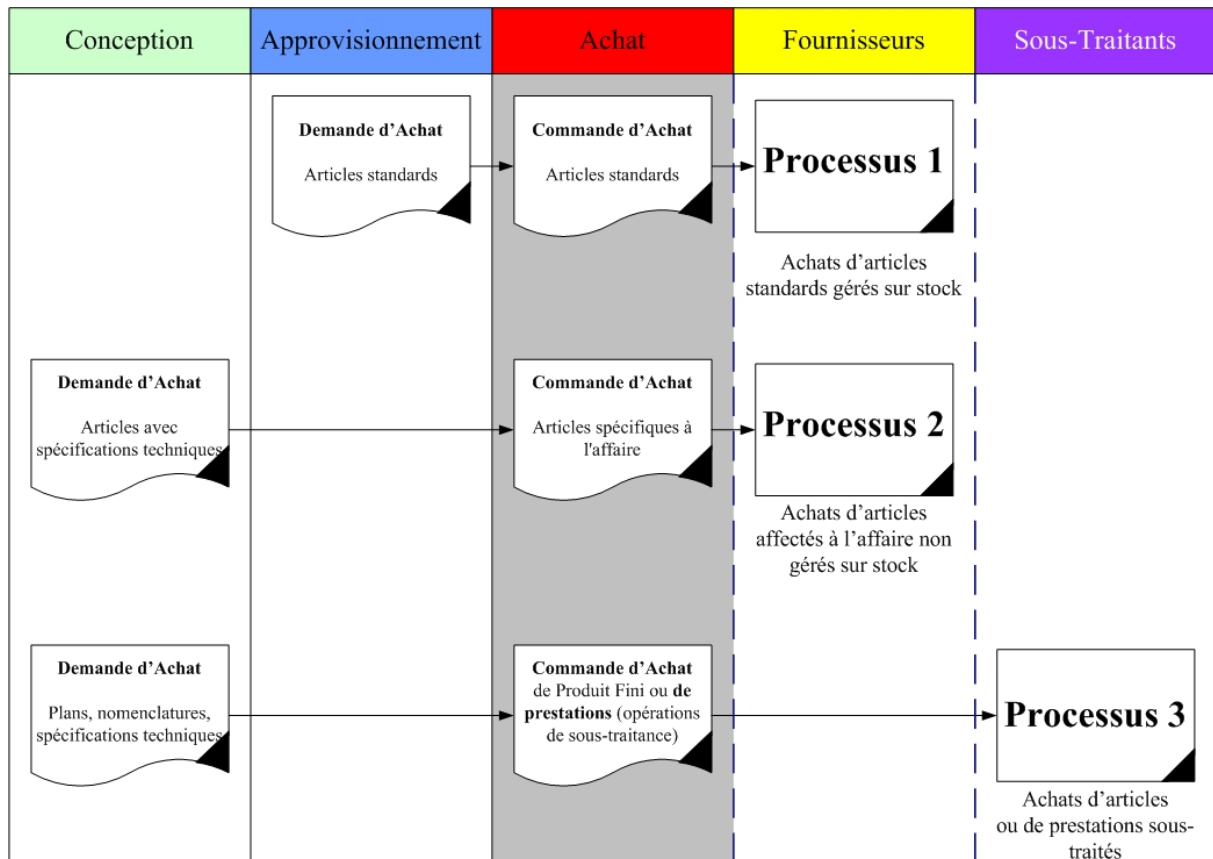 Conception
Approvisionnement
Achat
Fournisseurs
Sous-Traitants
Demande d’Achat
Articles standards
Commande d’Achat
Articles standards
Processus 1
Achats d’articles
standards gérés sur stock
Demande d’Achat
Articles avec
spécifications techniques
Commande d’Achat
Articles spécifiques à
l'affaire
Processus 2
Achats d’articles
affectés à l’affaire non
gérés sur stock
Demande d’Achat
Plans, nomenclatures,
spécifications techniques
Commande d’Achat
de Produit Fini ou de
prestations (opérations
de sous-traitance)
Processus 3
Achats d’articles
ou de prestations sous-
traités